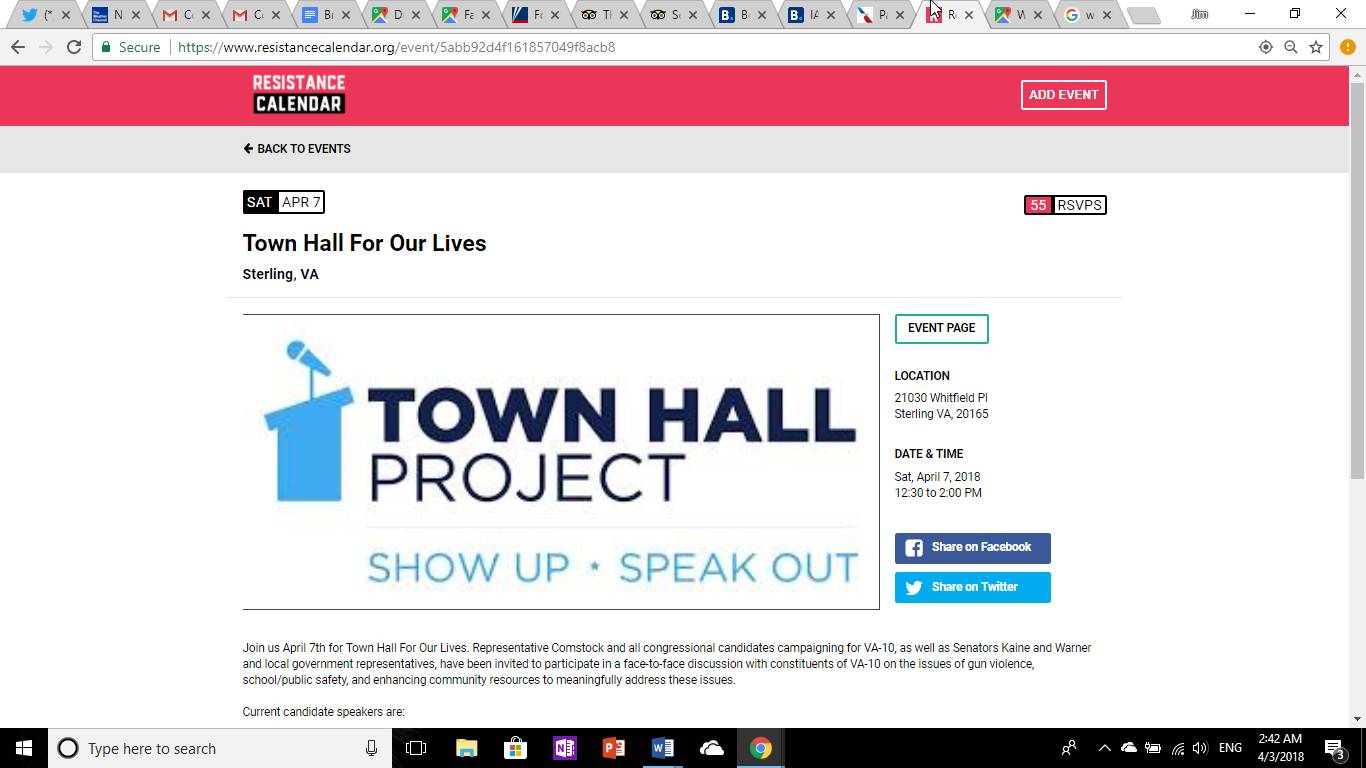 (*
N
C
C
Br
D
Fa
Fo
Th
So
B
IA
Pa
Re
W
w
Jim
Secure https://www.resistancecalendar.org/event/5abb92d4f161857049f8acb8
RESISTANCE
CALENDAR
ADD EVENT
BACK TO EVENTS
SAT APR 7
55 RSVPS
Town Hall For Our Lives
Sterling, VA
TOWN HALL
PROJECT
SHOW UP • SPEAK OUT
EVENT PAGE
LOCATION
21030 Whitfield Pl
Sterling VA, 20165
DATE & TIME
Sat, April 7, 2018
12:30 to 2:00 PM
Share on Facebook
Share on Twitter
Join us April 7th for Town Hall For Our Lives. Representative Comstock and all congressional candidates campaigning for VA-10, as well as Senators Kaine and Warner
and local government representatives, have been invited to participate in a face-to-face discussion with constituents of VA-10 on the issues of gun violence,
school/public safety, and enhancing community resources to meaningfully address these issues.
Current candidate speakers are:
Type here to search
ENG
2:42 AM
4/3/2018
3